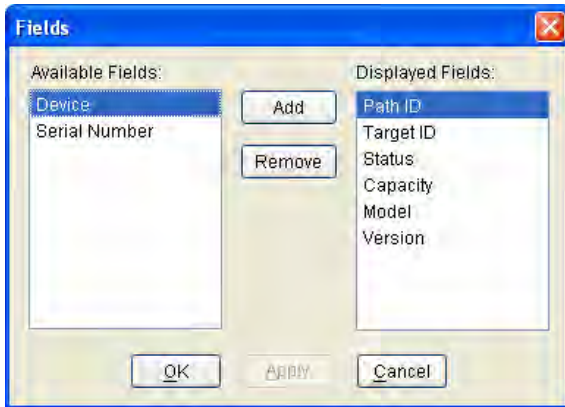 Fields
Available Fields:
Device
Serial Number
Add
Remove
Displayed Fields:
Path ID
Target ID
Status
Capacity
Model
Version
OK
Apply
Cancel